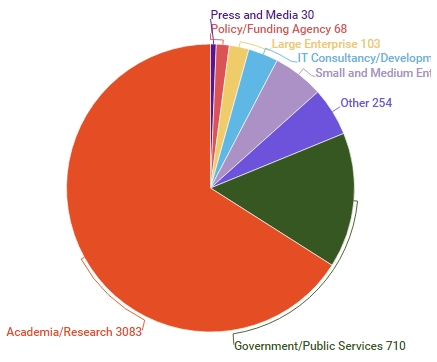 Press and Media 30
Policy/Funding Agency 68
Large Enterprise 103
IT Consultancy/Developm
Small and Medium Ent
Other 254
Academia/Research 3083
Government/Public Services 710